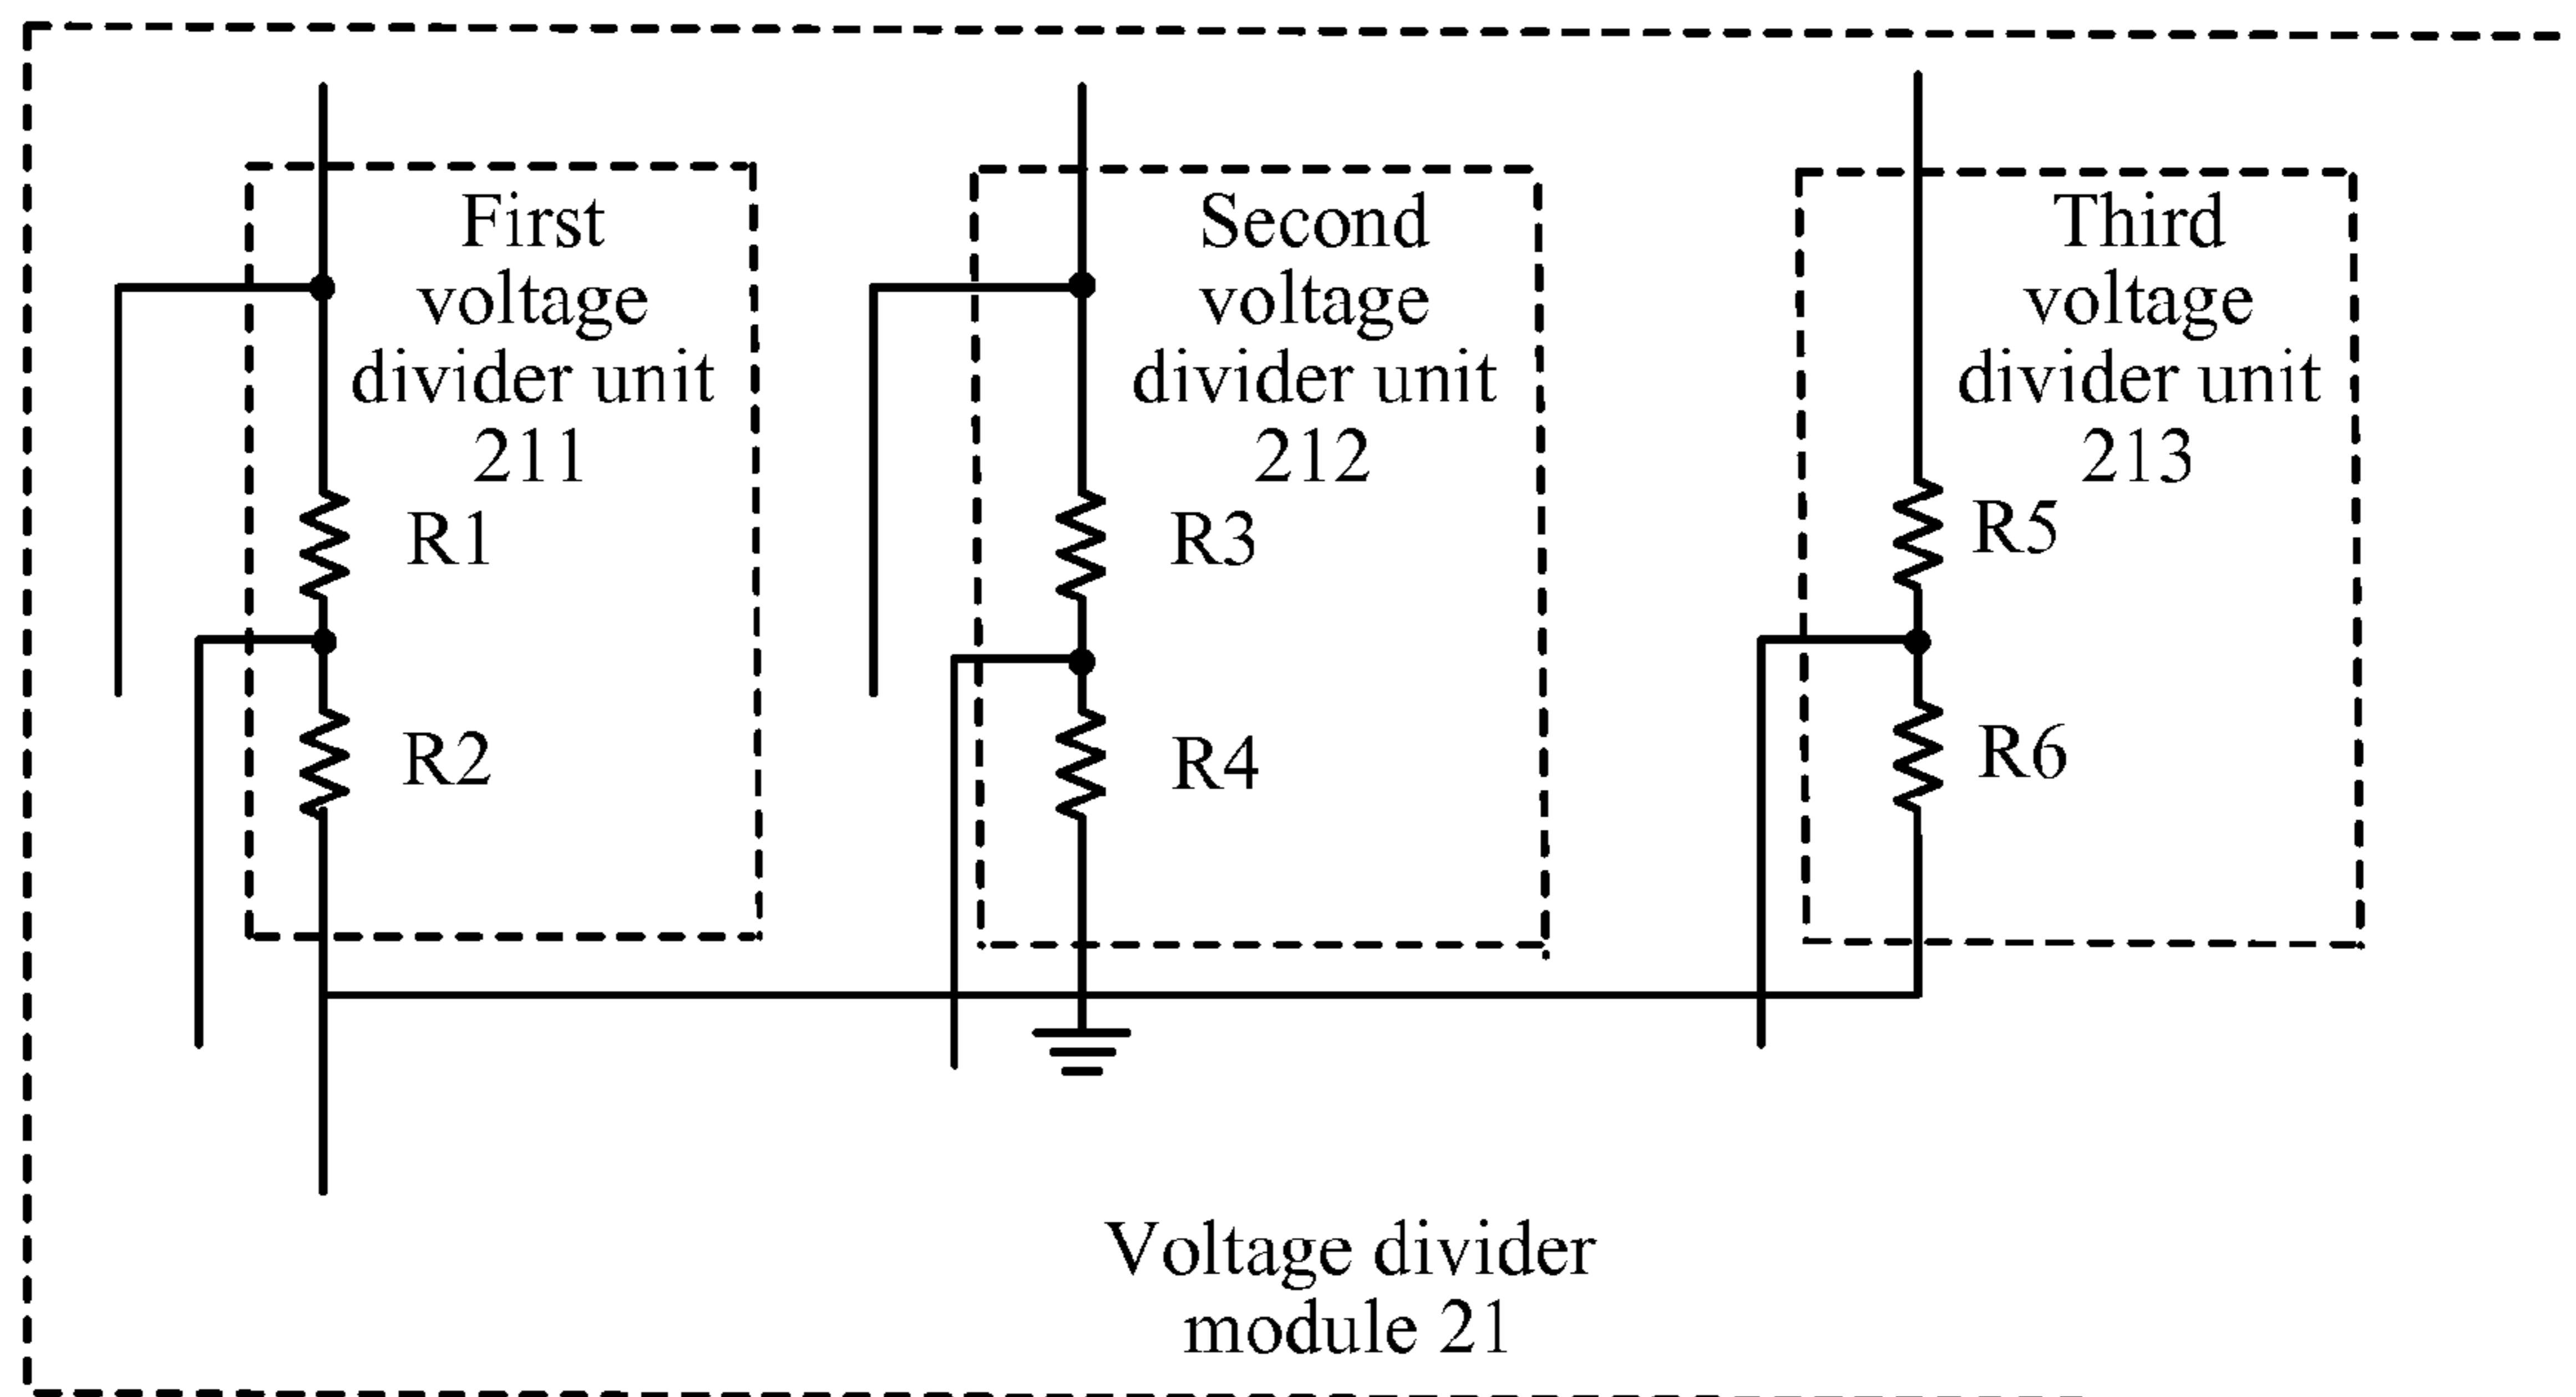 First
voltage
divider unit
211
R1
R2
Second
voltage
divider unit
212
R3
R4
Third
voltage
divider unit
213
R5
R6
Voltage divider
module 21